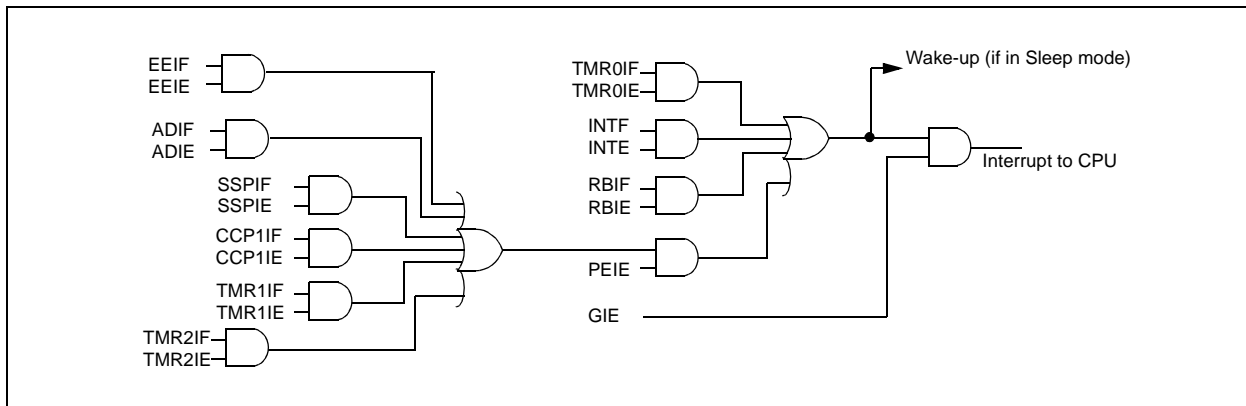 EEIF
EEIE
ADIF
ADIE
SSPIF
SSPIE
CCP1IF
CCP1IE
TMR1IF
TMR1IE
TMR2IF
TMR2IE
TMR0IF
TMR0IE
INTF
INTE
RBIF
RBIE
PEIE
GIE
Wake-up (if in Sleep mode)
Interrupt to CPU